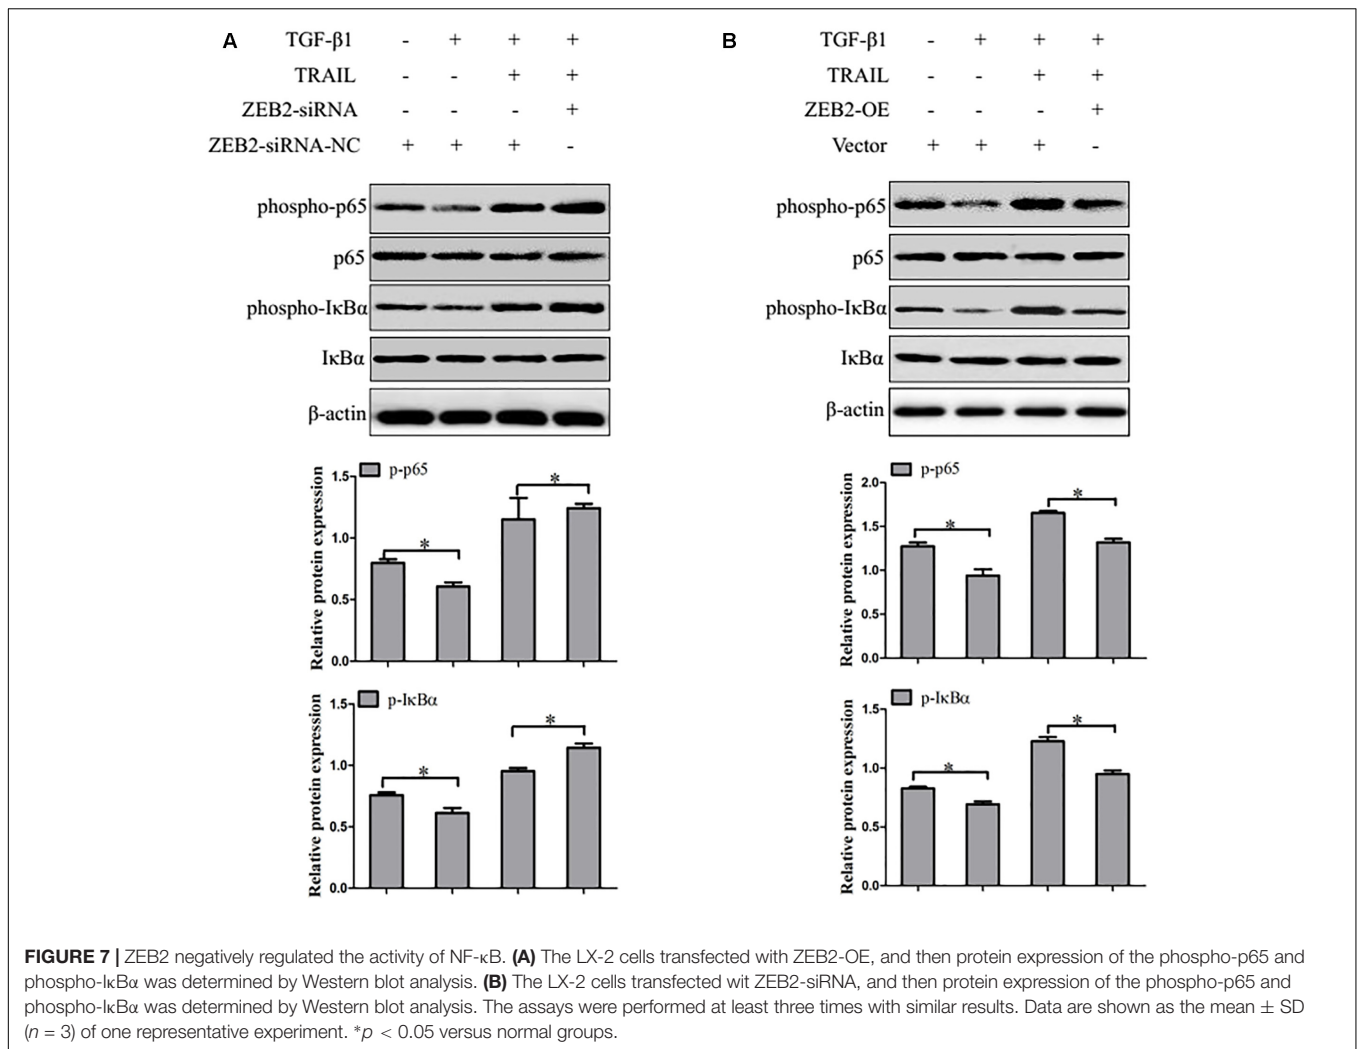 A TGF-β1 - + + +
TRAIL - - + +
ZEB2-siRNA - - - +
ZEB2-siRNA-NC + + + -
phospho-p65
p65
phospho-IκBα
IκBα
β-actin
p-p65
Relative protein expression
1.5
1.0
0.5
0.0
*
*
p-IκBα
Relative protein expression
1.5
1.0
0.5
0.0
*
*
B TGF-β1 - + + +
TRAIL - - + +
ZEB2-OE - - - +
Vector + + + -
phospho-p65
p65
phospho-IκBα
IκBα
β-actin
p-p65
Relative protein expression
2.0
1.5
1.0
0.5
0.0
*
*
p-IκBα
Relative protein expression
1.5
1.0
0.5
0.0
*
*
FIGURE 7 | ZEB2 negatively regulated the activity of NF-κB. (A) The LX-2 cells transfected with ZEB2-OE, and then protein expression of the phospho-p65 and
phospho-IκBα was determined by Western blot analysis. (B) The LX-2 cells transfected wit ZEB2-siRNA, and then protein expression of the phospho-p65 and
phospho-IκBα was determined by Western blot analysis. The assays were performed at least three times with similar results. Data are shown as the mean ± SD
(n = 3) of one representative experiment. *p < 0.05 versus normal groups.